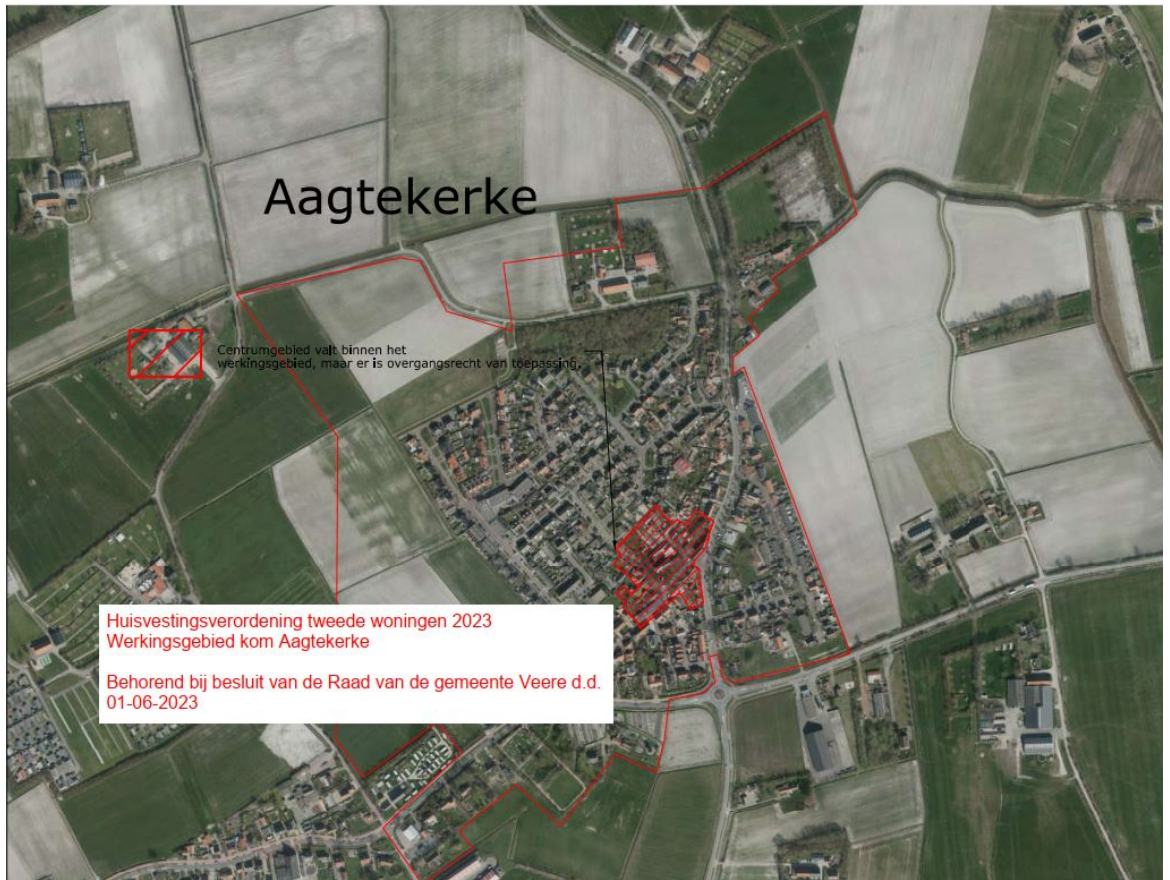 Aagtekerke
Centrumgebied valt binnen het
werkingsgebied, maar er is overgangsrecht van toepassing.
Huisvestingsverordening tweede woningen 2023
Werkingsgebied kom Aagtekerke
Behorend bij besluit van de Raad van de gemeente Veere d.d.
01-06-2023